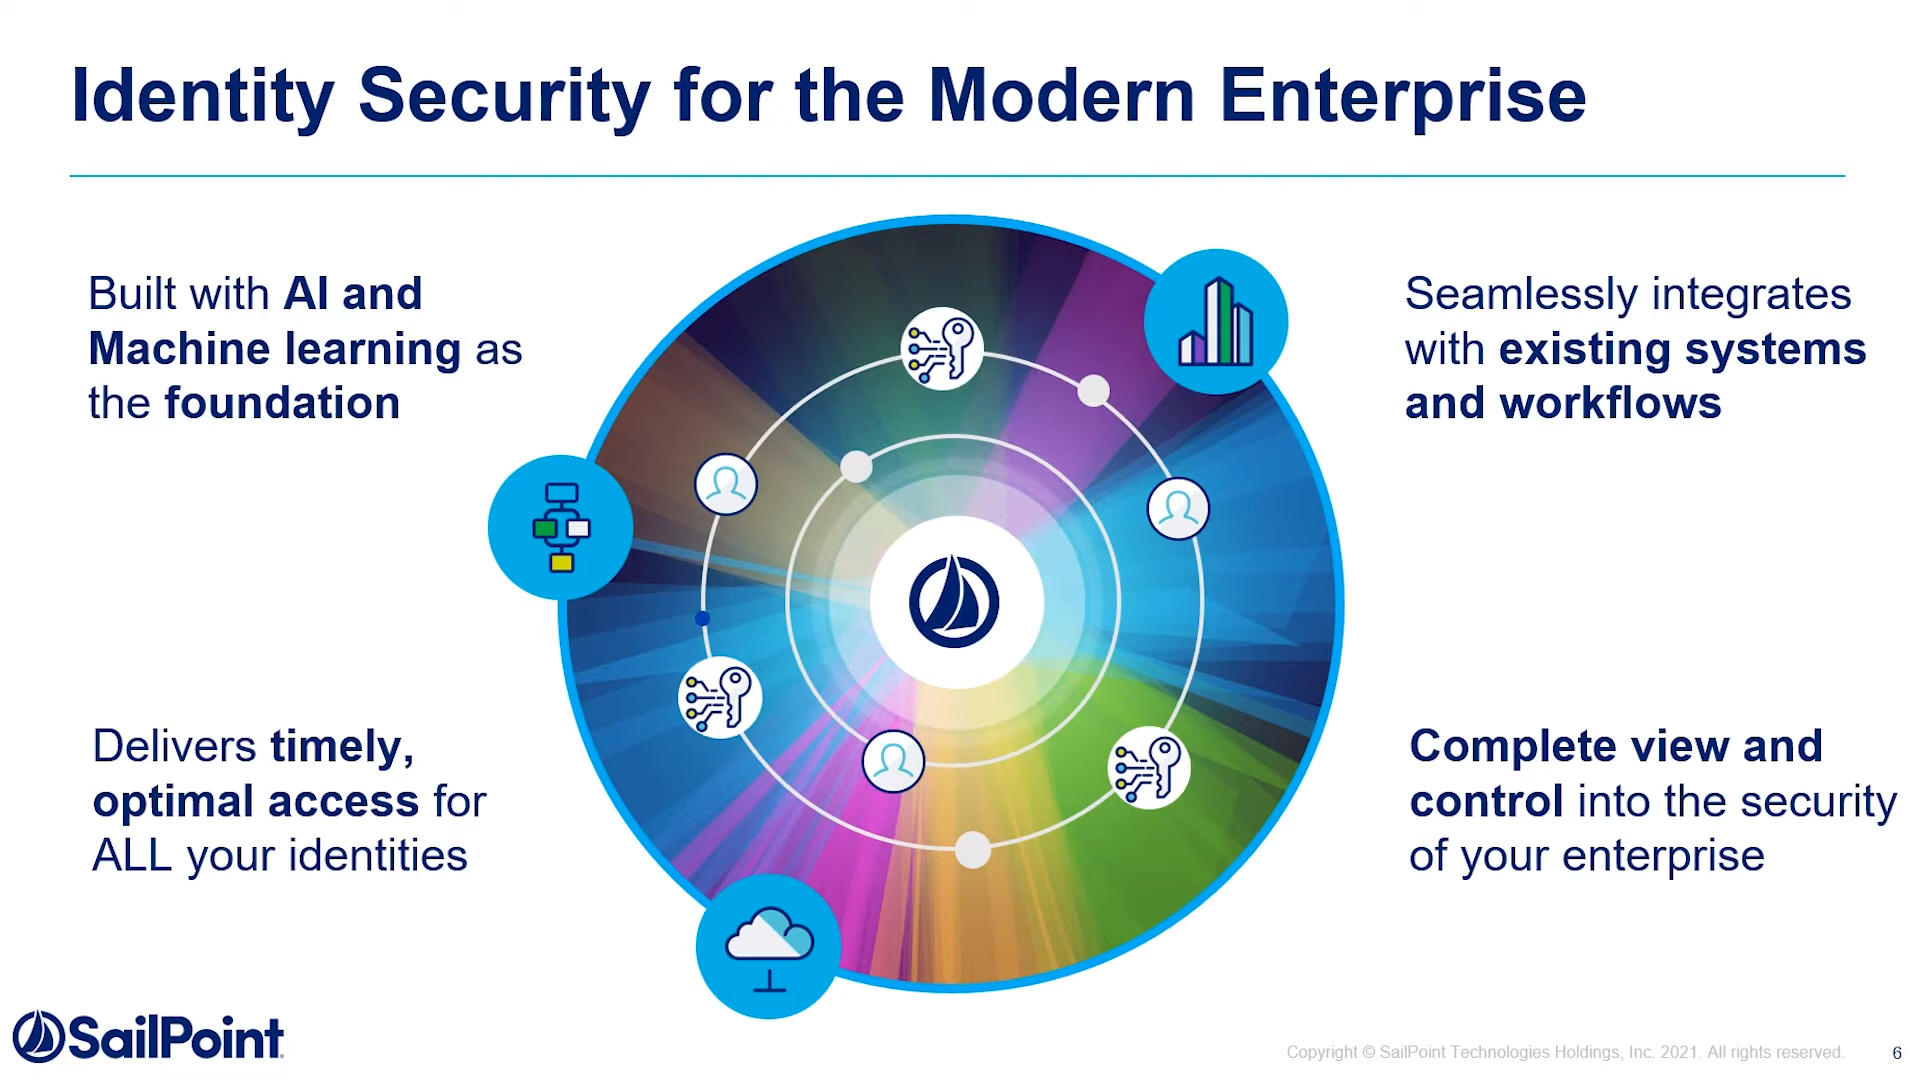 Identity Security for the Modern Enterprise
Built with AI and
Machine learning as
the foundation
Seamlessly integrates
with existing systems
and workflows
Delivers timely,
optimal access for
ALL your identities
Complete view and
control into the security
of your enterprise
SailPoint
Copyright © SailPoint Technologies Holdings, Inc. 2021. All rights reserved.
6